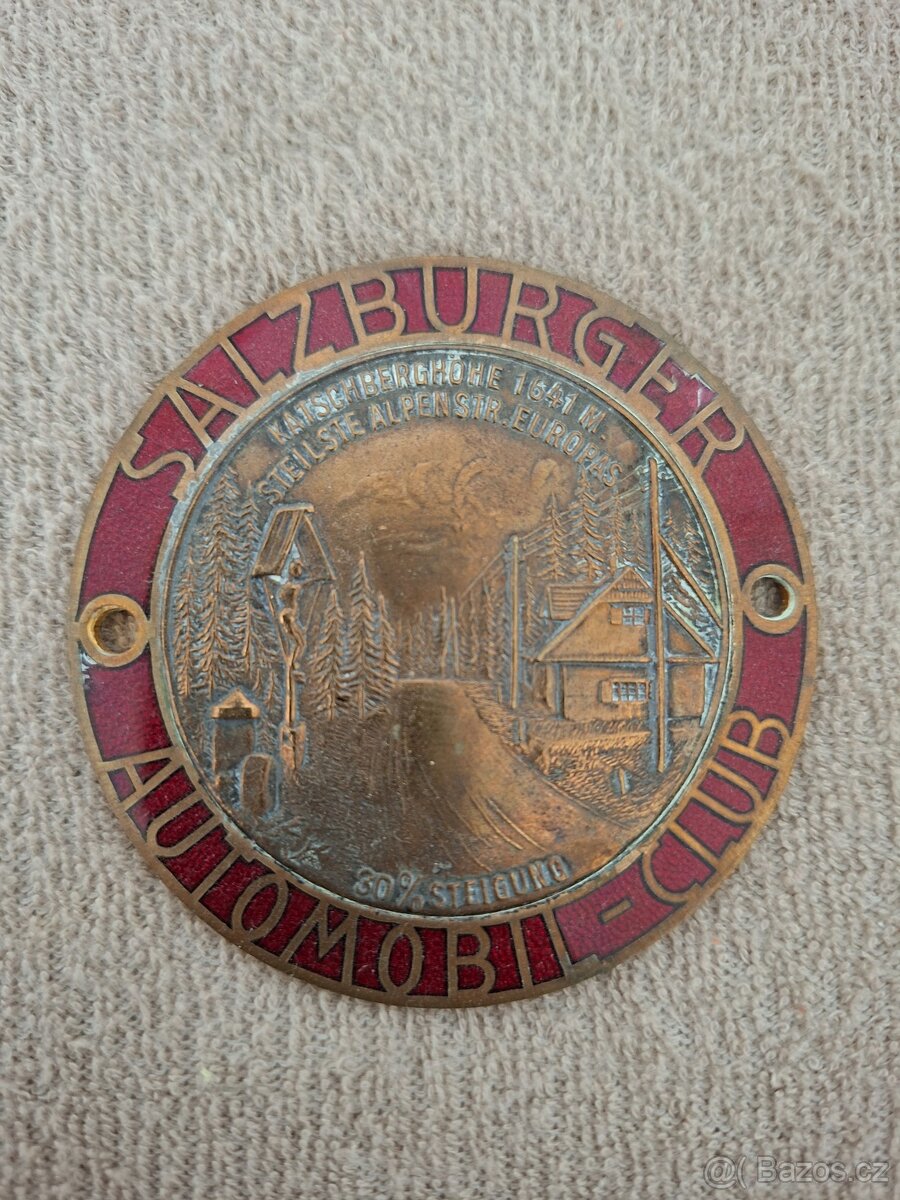 SALZBURGER
KATSCHBERGHÖHE 1641 M
STEILSTE ALPENSTR. EUROPAS
30% STEIGUNG
AUTOMOBIL-CLUB
@( Bazos.cz